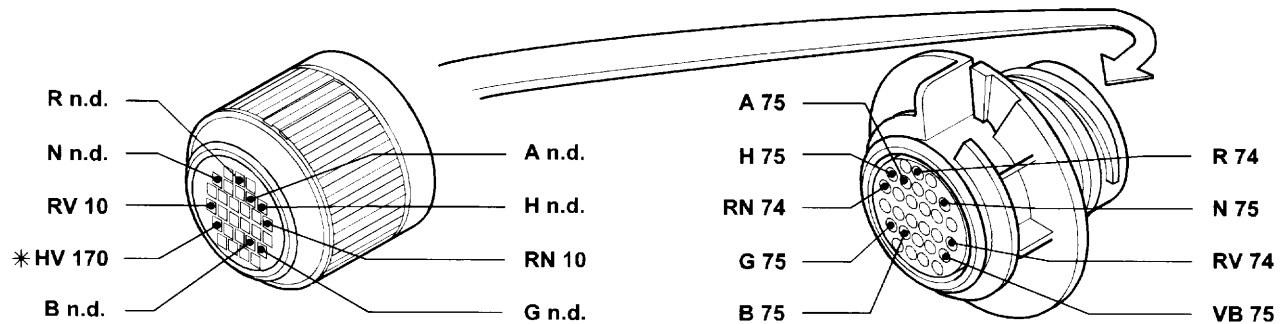 R n.d.
N n.d.
RV 10
✳ HV 170
B n.d.
A n.d.
H n.d.
RN 10
G n.d.
A 75
H 75
RN 74
G 75
B 75
R 74
N 75
RV 74
VB 75